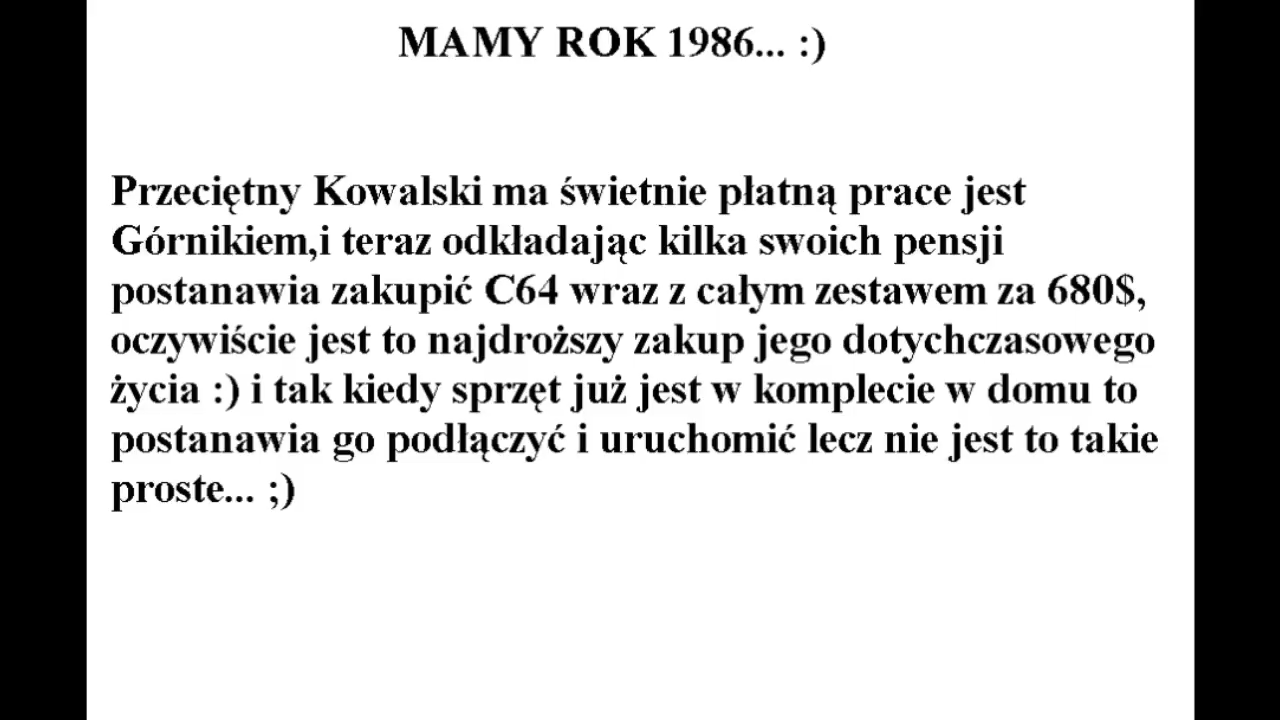 MAMY ROK 1986... :)
Przeciętny Kowalski ma świetnie płatną prace jest
Górnikiem,i teraz odkładając kilka swoich pensji
postanawia zakupić C64 wraz z całym zestawem za 680$,
oczywiście jest to najdroższy zakup jego dotychczasowego
życia :) i tak kiedy sprzęt już jest w komplecie w domu to
postanawia go podłączyć i uruchomić lecz nie jest to takie
proste... ;)